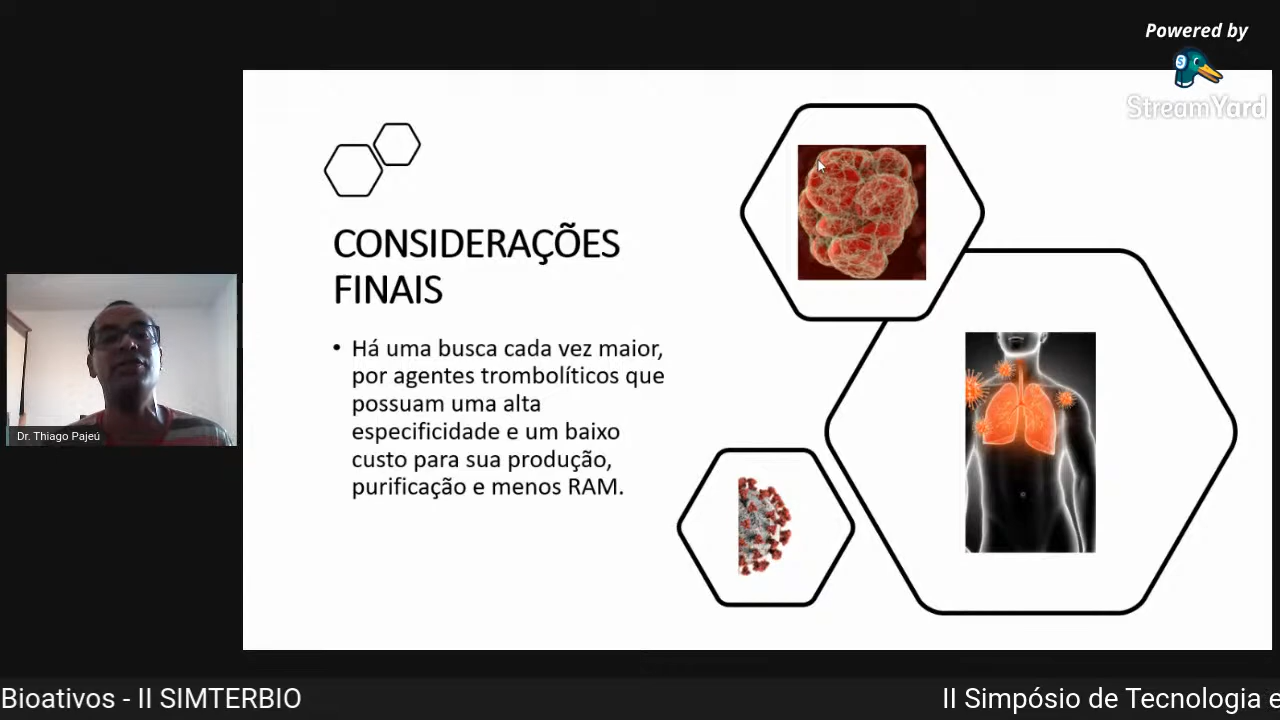 Powered by
StreamYard
CONSIDERAÇÕES
FINAIS
• Há uma busca cada vez maior,
por agentes trombolíticos que
possuam uma alta
especificidade e um baixo
custo para sua produção,
purificação e menos RAM.
Dr. Thiago Pajeú
Bioativos - II SIMTERBIO
II Simpósio de Tecnologia e